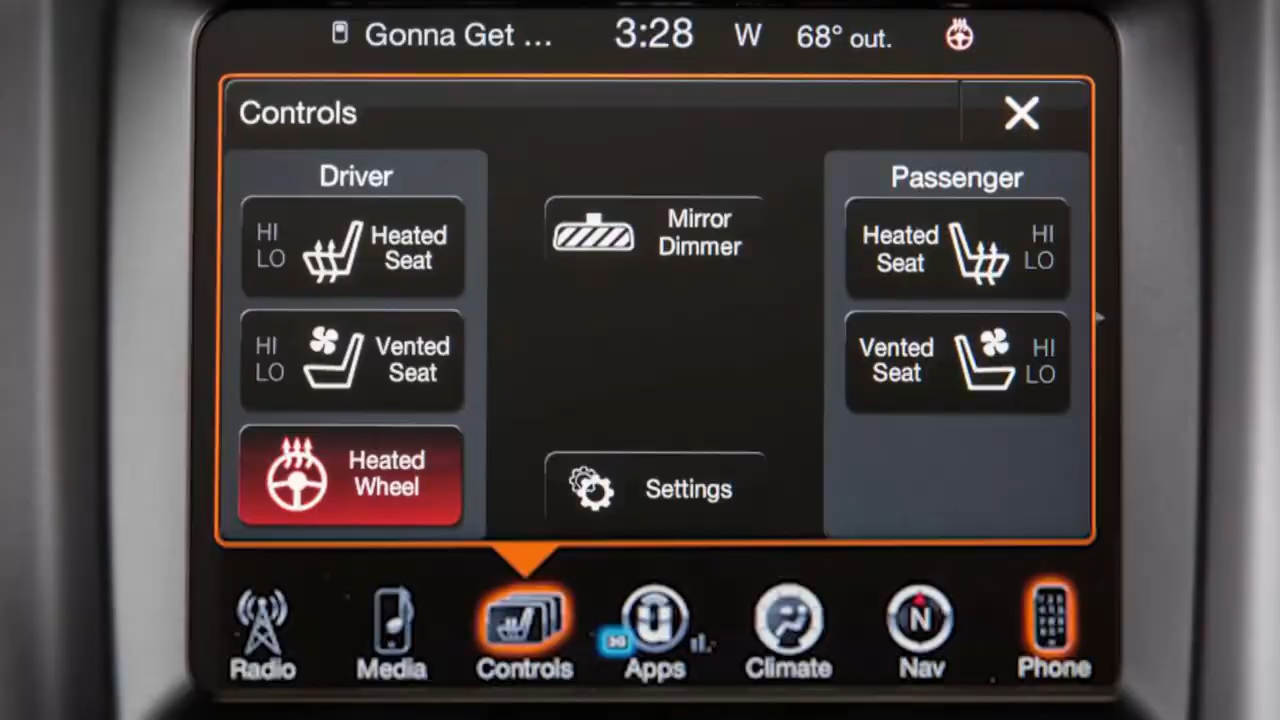 Gonna Get ... 3:28 W 68° out.
Controls
Driver
HI
LO
Heated
Seat
HI
LO
Vented
Seat
Heated
Wheel
Mirror
Dimmer
Settings
Passenger
Heated
Seat
HI
LO
Vented
Seat
HI
LO
Radio Media Controls Apps Climate Nav Phone
3G
N